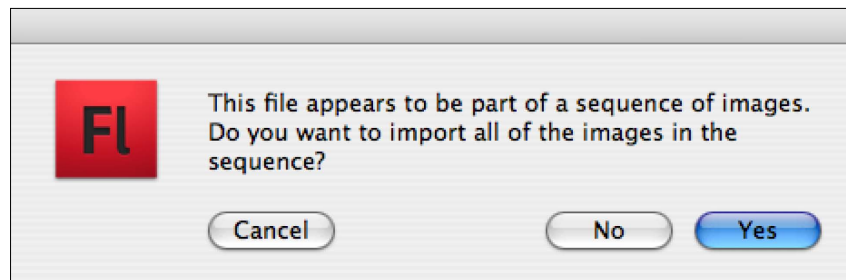 Fl
This file appears to be part of a sequence of images.
Do you want to import all of the images in the
sequence?
Cancel
No
Yes